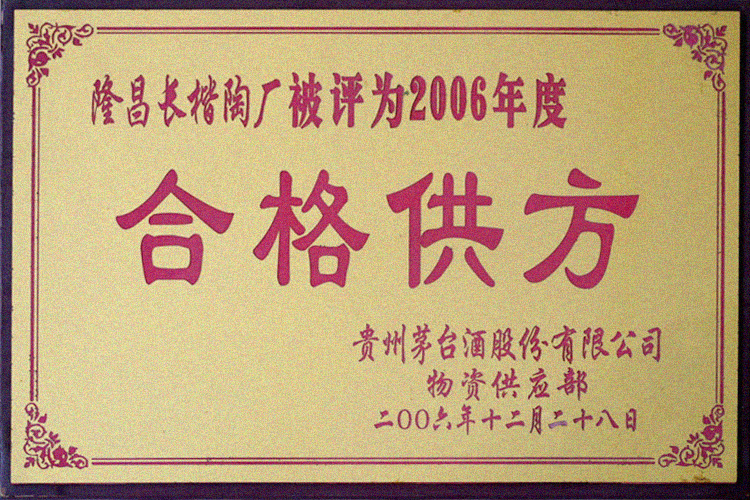 隆昌长楷陶厂被评为2006年度
合格供方
贵州茅台酒股份有限公司
物资供应部
二〇〇六年十二月二十八日